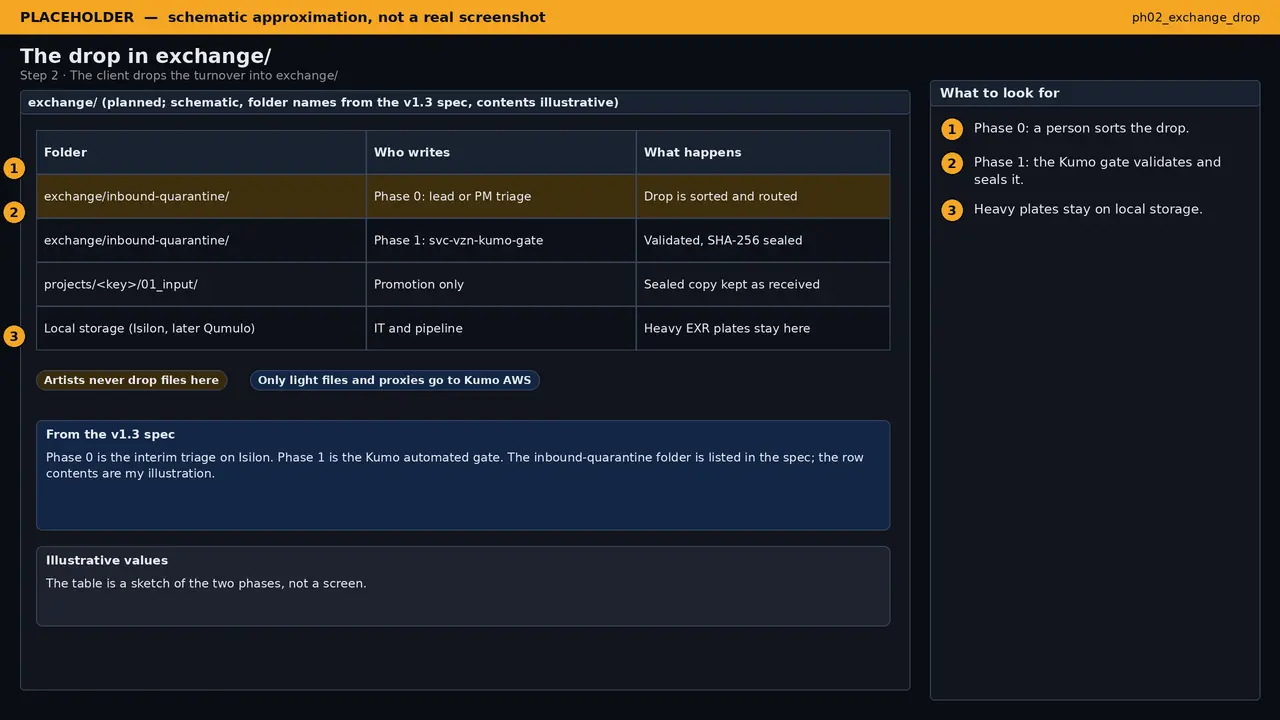 PLACEHOLDER — schematic approximation, not a real screenshot
ph02_exchange_drop
The drop in exchange/
Step 2 · The client drops the turnover into exchange/
exchange/ (planned; schematic, folder names from the v1.3 spec, contents illustrative)
Folder Who writes What happens
1
exchange/inbound-quarantine/ Phase 0: lead or PM triage Drop is sorted and routed
2
exchange/inbound-quarantine/ Phase 1: svc-vzn-kumo-gate Validated, SHA-256 sealed
projects/<key>/01_input/ Promotion only Sealed copy kept as received
3
Local storage (Isilon, later Qumulo) IT and pipeline Heavy EXR plates stay here
Artists never drop files here Only light files and proxies go to Kumo AWS
From the v1.3 spec
Phase 0 is the interim triage on Isilon. Phase 1 is the Kumo automated gate. The inbound-quarantine folder is listed in the spec; the row
contents are my illustration.
Illustrative values
The table is a sketch of the two phases, not a screen.
What to look for
1 Phase 0: a person sorts the drop.
2 Phase 1: the Kumo gate validates and
seals it.
3 Heavy plates stay on local storage.